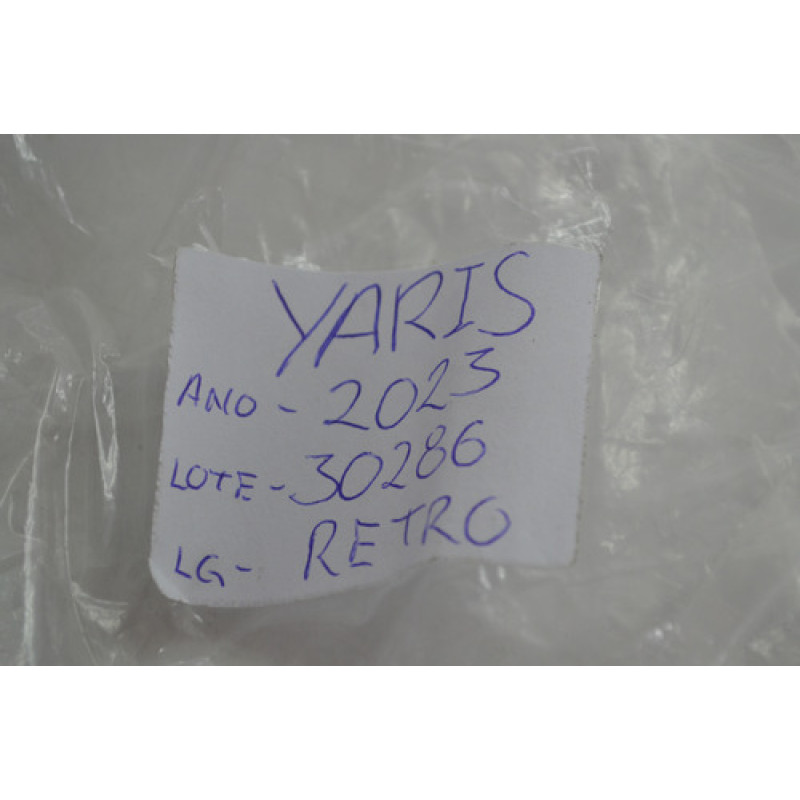 YARIS
ANO - 2023
LOTE - 30286
LG - RETRO